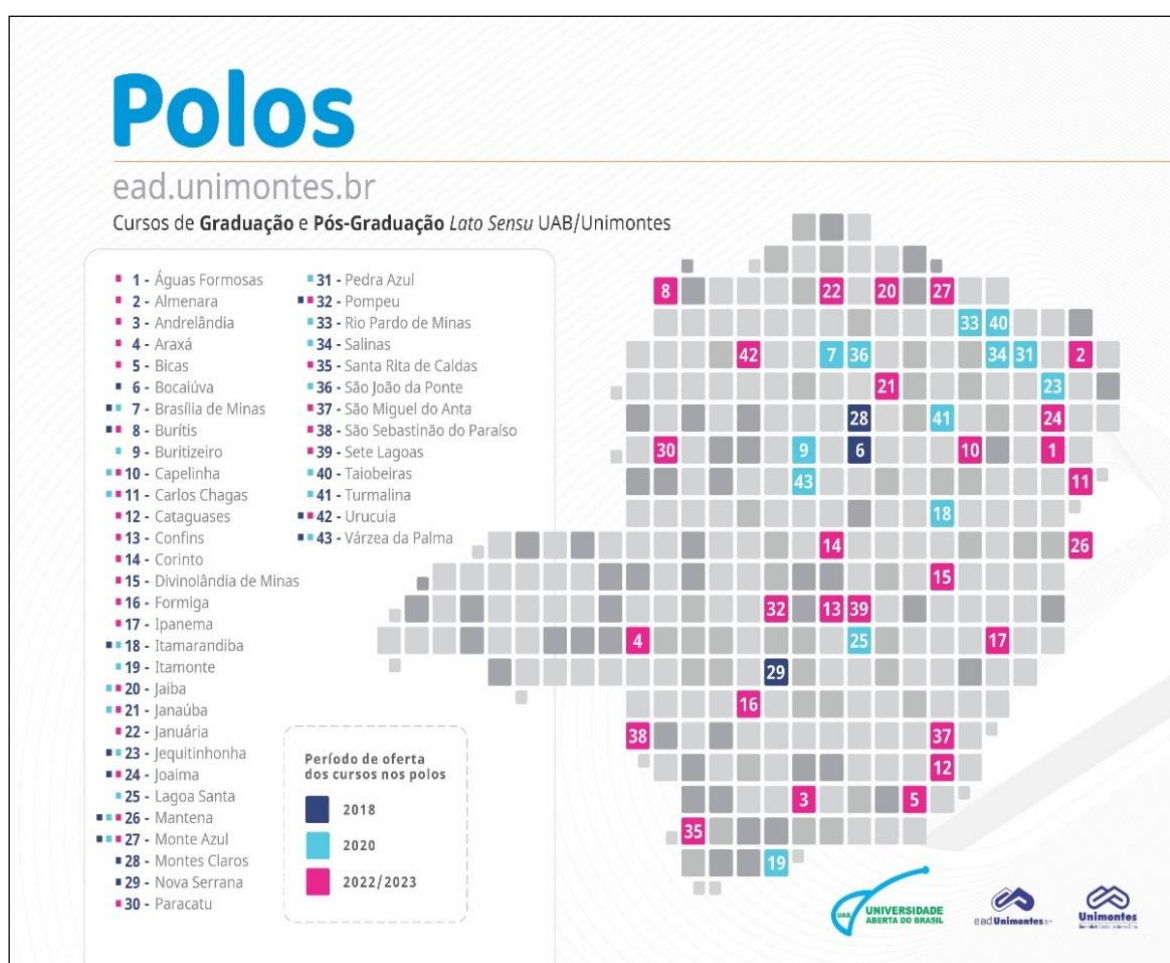 Polos
ead.unimontes.br
Cursos de Graduação e Pós-Graduação Lato Sensu UAB/Unimontes
1 - Águas Formosas
2 - Almenara
3 - Andrelândia
4 - Araxá
5 - Bicas
6 - Bocaiúva
7 - Brasília de Minas
8 - Burítis
9 - Buritizeiro
10 - Capelinha
11 - Carlos Chagas
12 - Cataguases
13 - Confins
14 - Corinto
15 - Divinolândia de Minas
16 - Formiga
17 - Ipanema
18 - Itamarandiba
19 - Itamonte
20 - Jaiba
21 - Janaúba
22 - Januária
23 - Jequitinhonha
24 - Joaima
25 - Lagoa Santa
26 - Mantena
27 - Monte Azul
28 - Montes Claros
29 - Nova Serrana
30 - Paracatu
31 - Pedra Azul
32 - Pompeu
33 - Rio Pardo de Minas
34 - Salinas
35 - Santa Rita de Caldas
36 - São João da Ponte
37 - São Miguel do Anta
38 - São Sebastinão do Paraíso
39 - Sete Lagoas
40 - Taiobeiras
41 - Turmalina
42 - Urucuia
43 - Várzea da Palma
Período de oferta
dos cursos nos polos
2018
2020
2022/2023
8 22 20 27
33 40
42 7 36 34 31 2
21 23
28 41 24
30 9 6 10 1
43 11
18
14 26
15
32 13 39
4 25 17
29
16
38 37
12
3 5
35
19
UAB UNIVERSIDADE
ABERTA DO BRASIL
ead Unimontes
Unimontes